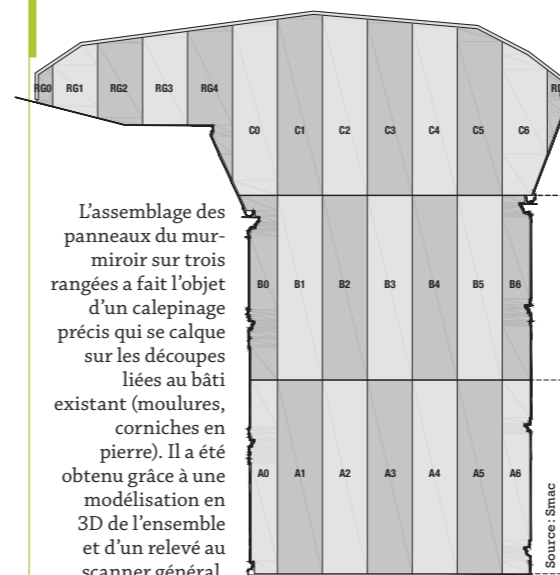 RG0 RG1 RG2 RG3 RG4
C0 C1 C2 C3 C4 C5 C6
L'assemblage des
panneaux du mur-
miroir sur trois
rangées a fait l'objet
d'un calepinage
précis qui se calque
sur les découpes
liées au bâti
existant (moulures,
corniches en
pierre). Il a été
obtenu grâce à une
modélisation en
3D de l'ensemble
et d'un relevé au
scanner général.
B0 B1 B2 B3 B4 B5 B6
A0 A1 A2 A3 A4 A5 A6
Source: Smac